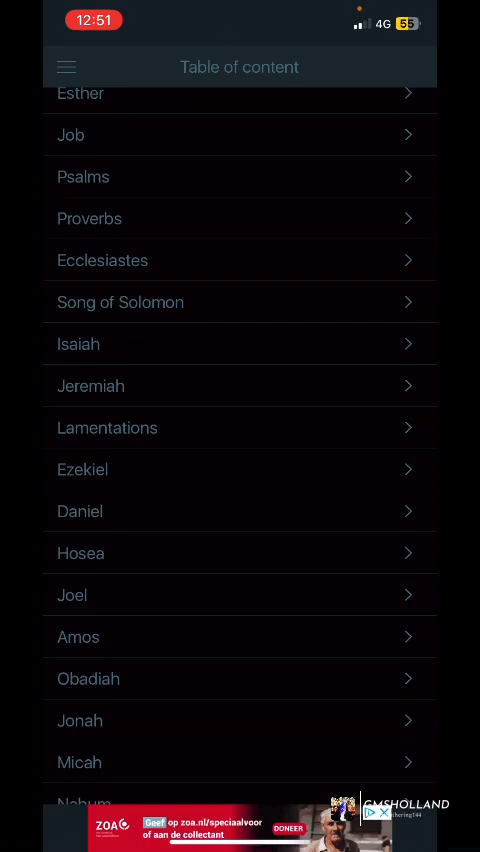 12:51
4G 55
Table of content
Esther
Job
Psalms
Proverbs
Ecclesiastes
Song of Solomon
Isaiah
Jeremiah
Lamentations
Ezekiel
Daniel
Hosea
Joel
Amos
Obadiah
Jonah
Micah
Nahum
GMSHOLLAND
thering144
ZOA
Geef op zoa.nl/speciaalvoor
of aan de collectant
DONEER